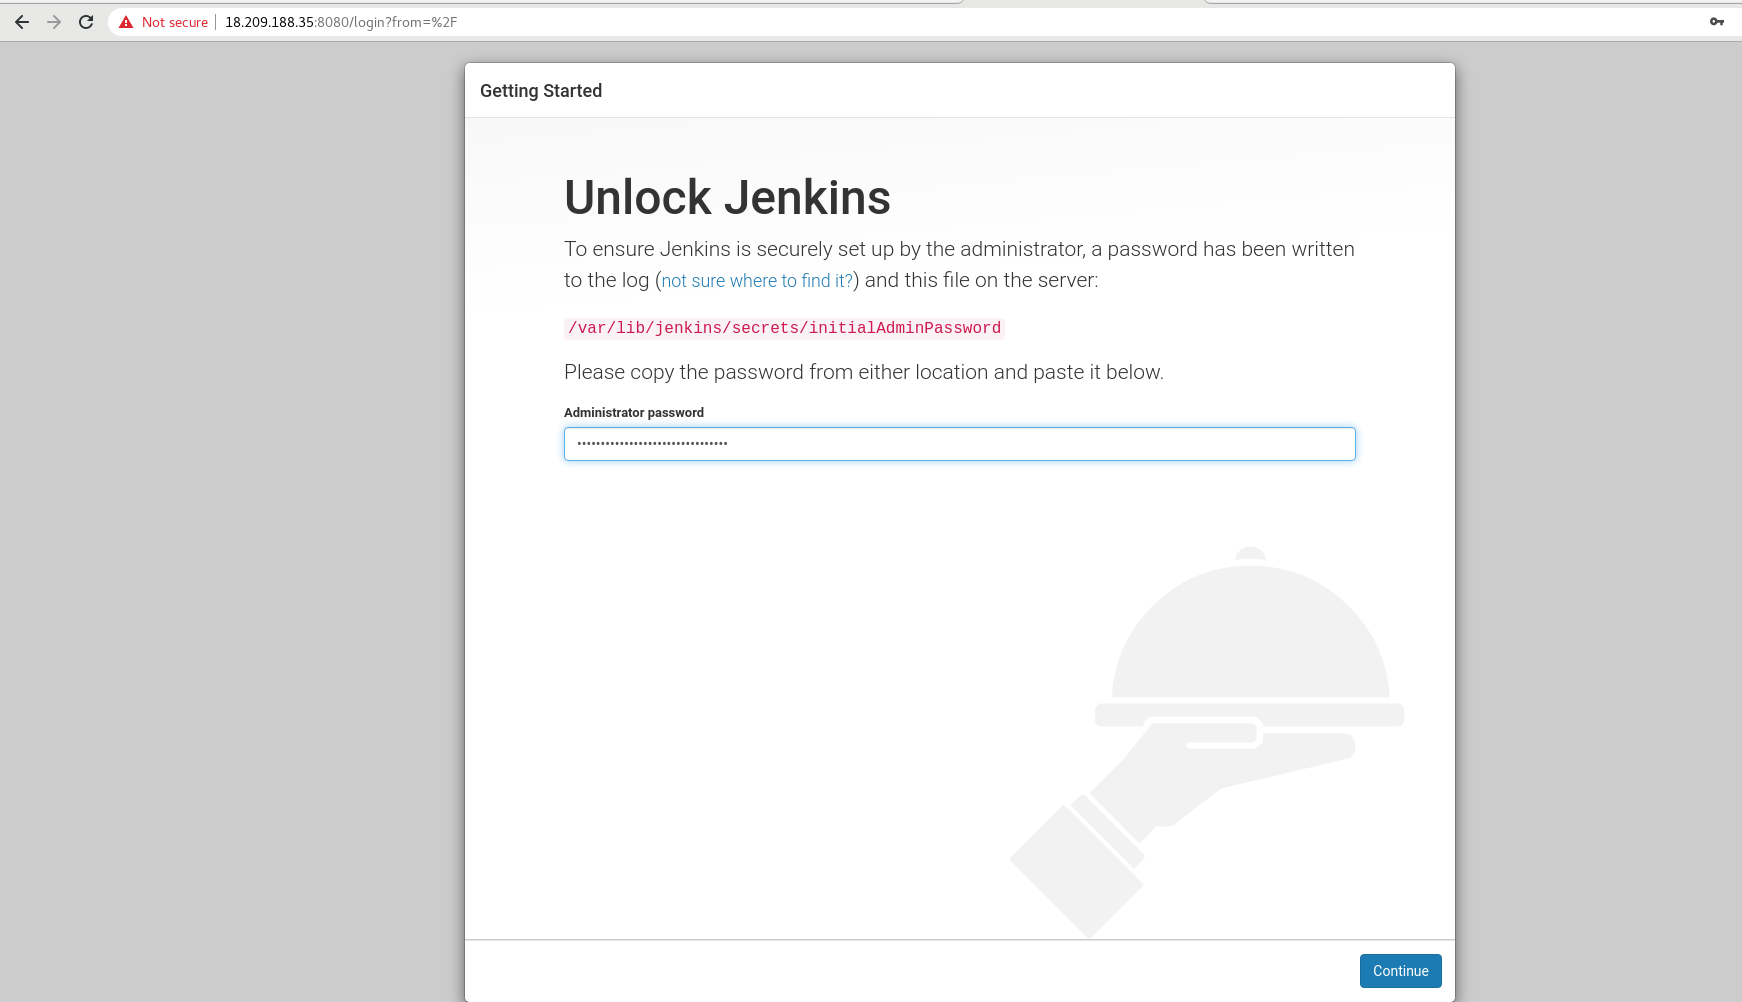 Not secure | 18.209.188.35:8080/login?from=%2F
Getting Started
Unlock Jenkins
To ensure Jenkins is securely set up by the administrator, a password has been written
to the log (not sure where to find it?) and this file on the server:
/var/lib/jenkins/secrets/initialAdminPassword
Please copy the password from either location and paste it below.
Administrator password
••••••••••••••••••••••••••••••••
Continue